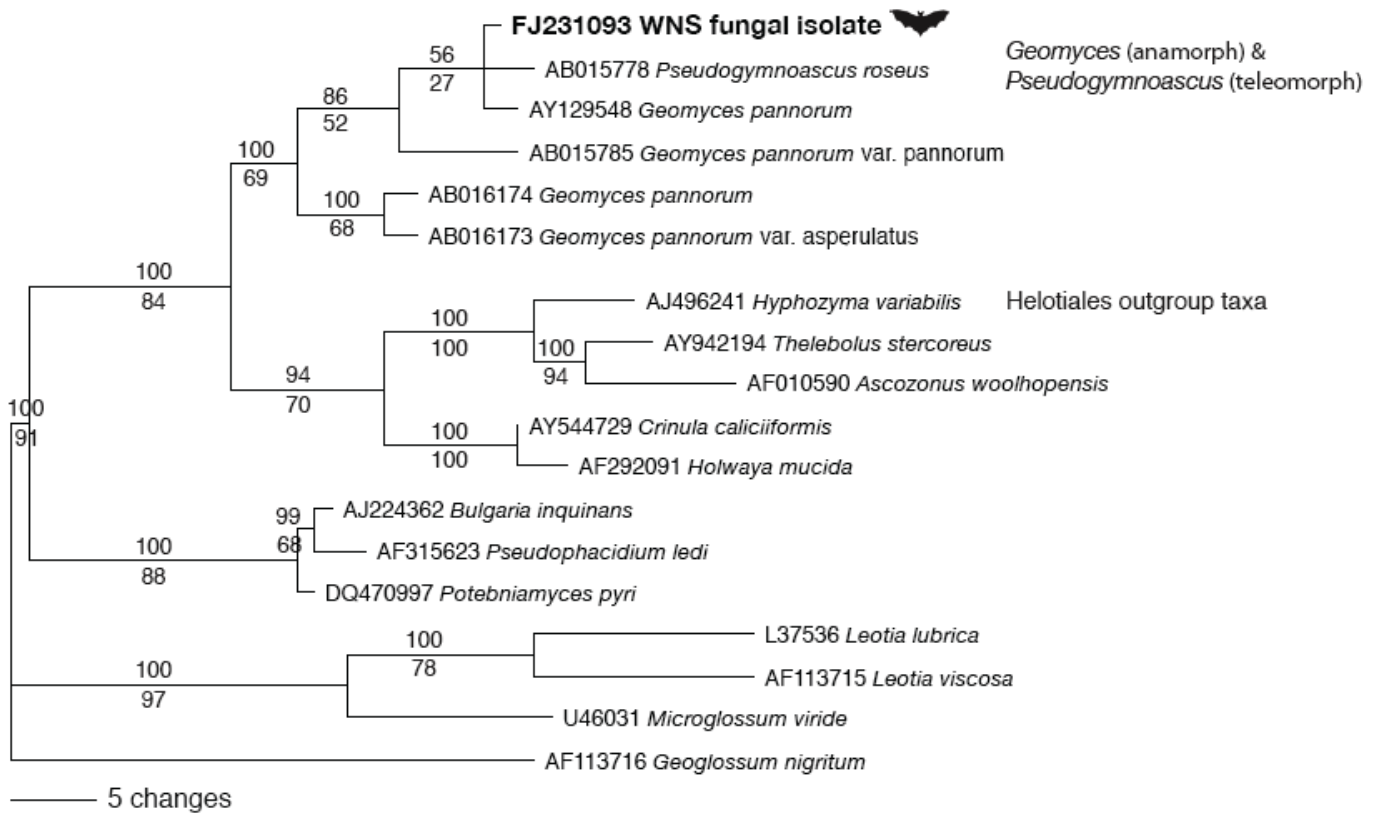 FJ231093 WNS fungal isolate
Geomyces (anamorph) &
Pseudogymnoascus (teleomorph)
56
27
AB015778 Pseudogymnoascus roseus
86
52
AY129548 Geomyces pannorum
AB015785 Geomyces pannorum var. pannorum
100
69
AB016174 Geomyces pannorum
100
68
AB016173 Geomyces pannorum var. asperulatus
100
84
AJ496241 Hyphozyma variabilis
Helotiales outgroup taxa
100
100
AY942194 Thelebolus stercoreus
100
94
AF010590 Ascozonus woolhopensis
94
70
100
91
AY544729 Crinula caliciiformis
100
100
AF292091 Holwaya mucida
AJ224362 Bulgaria inquinans
99
68
AF315623 Pseudophacidium ledi
100
88
DQ470997 Potebniamyces pyri
L37536 Leotia lubrica
100
78
AF113715 Leotia viscosa
100
97
U46031 Microglossum viride
AF113716 Geoglossum nigritum
5 changes